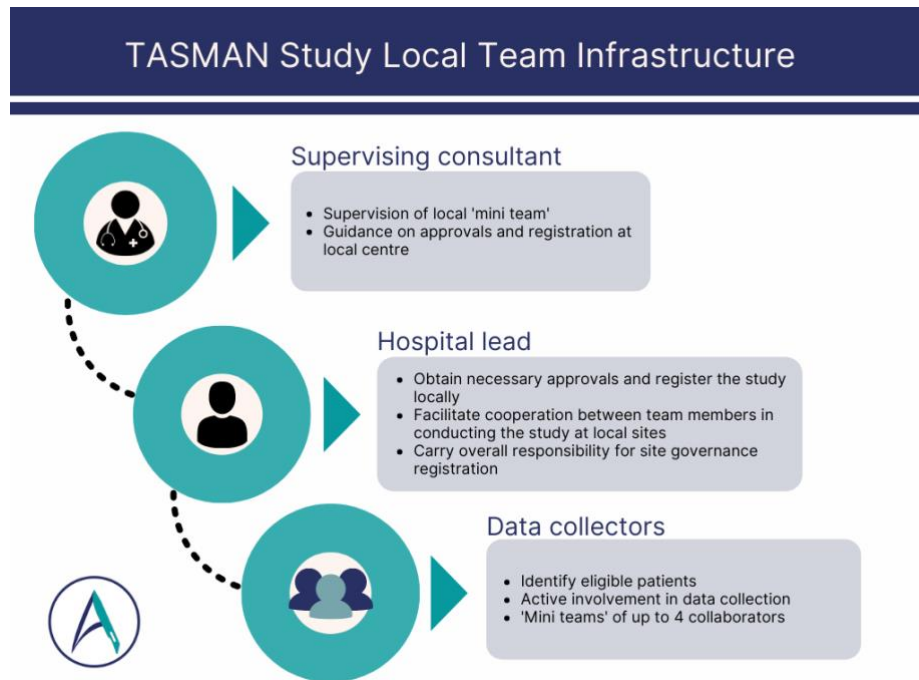 TASMAN Study Local Team Infrastructure
Supervising consultant
• Supervision of local 'mini team'
• Guidance on approvals and registration at
local centre
Hospital lead
• Obtain necessary approvals and register the study
locally
• Facilitate cooperation between team members in
conducting the study at local sites
• Carry overall responsibility for site governance
registration
Data collectors
• Identify eligible patients
• Active involvement in data collection
• 'Mini teams' of up to 4 collaborators